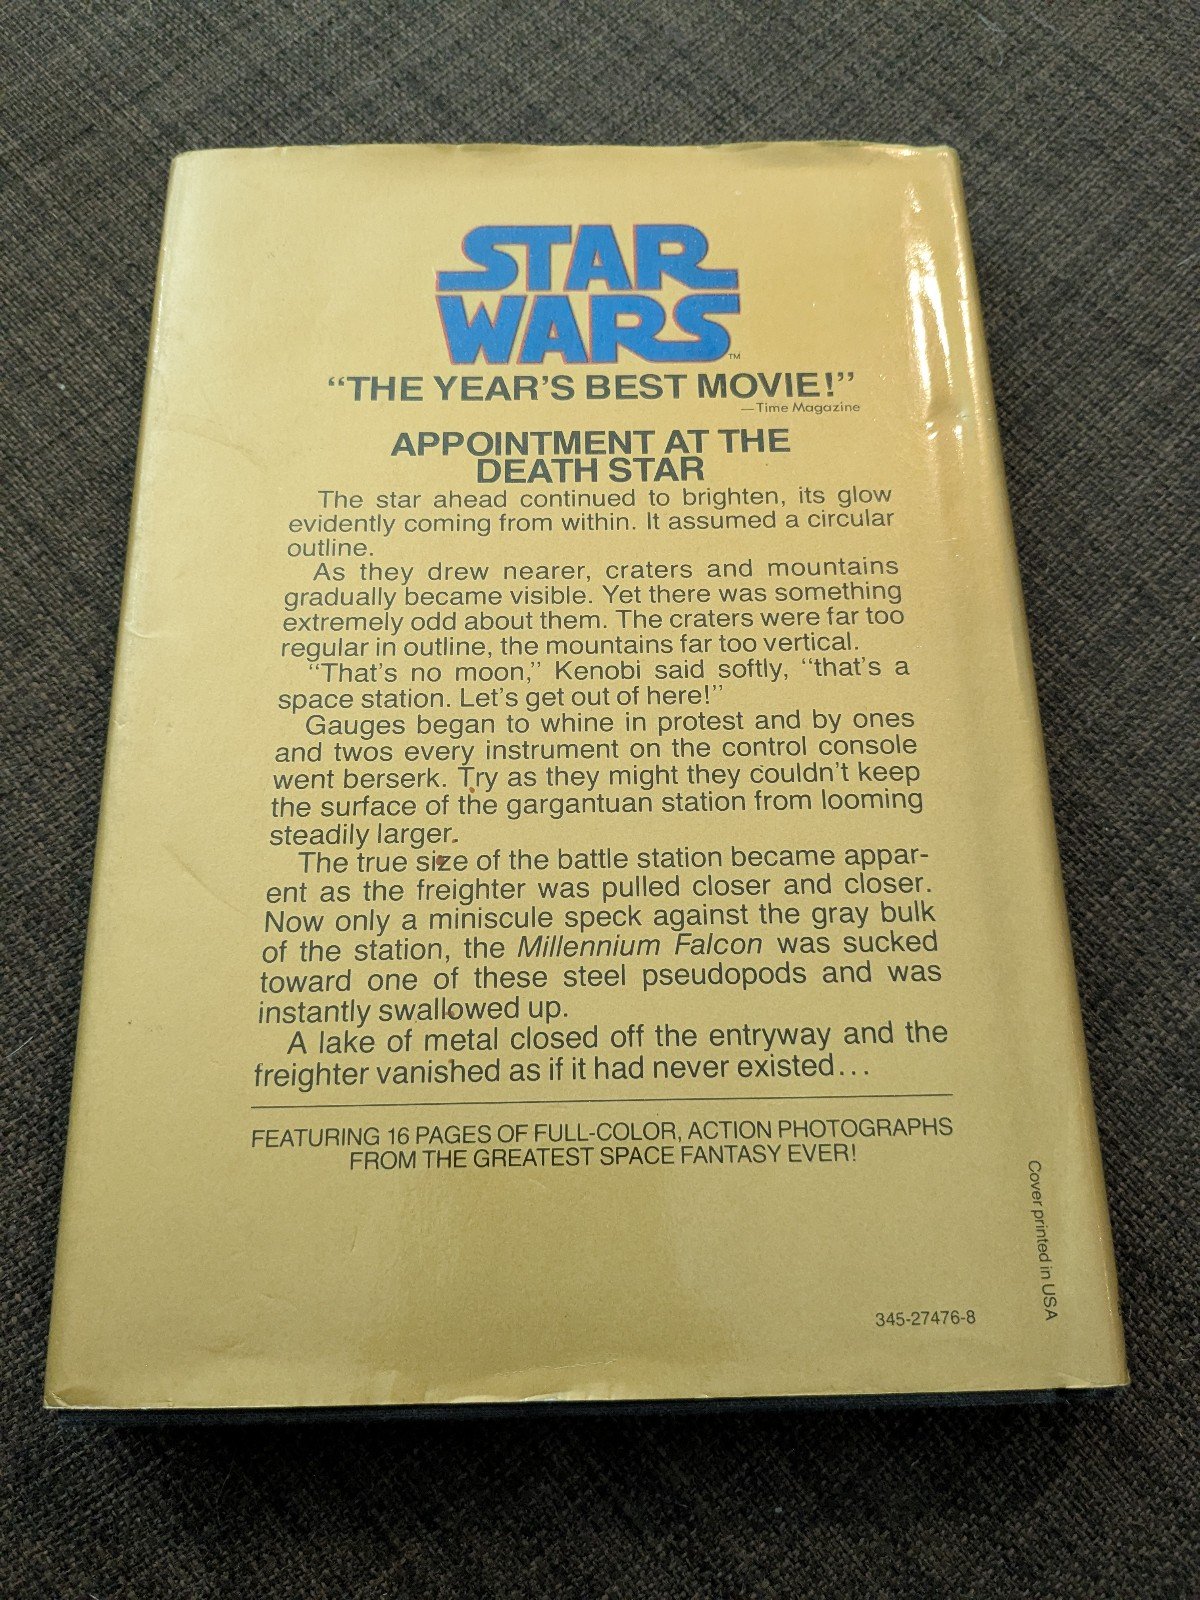 STAR
WARS™
“THE YEAR’S BEST MOVIE!”
—Time Magazine
APPOINTMENT AT THE
DEATH STAR
The star ahead continued to brighten, its glow
evidently coming from within. It assumed a circular
outline.
As they drew nearer, craters and mountains
gradually became visible. Yet there was something
extremely odd about them. The craters were far too
regular in outline, the mountains far too vertical.
“That’s no moon,” Kenobi said softly, “that’s a
space station. Let’s get out of here!”
Gauges began to whine in protest and by ones
and twos every instrument on the control console
went berserk. Try as they might they couldn’t keep
the surface of the gargantuan station from looming
steadily larger.
The true size of the battle station became appar-
ent as the freighter was pulled closer and closer.
Now only a miniscule speck against the gray bulk
of the station, the Millennium Falcon was sucked
toward one of these steel pseudopods and was
instantly swallowed up.
A lake of metal closed off the entryway and the
freighter vanished as if it had never existed...
FEATURING 16 PAGES OF FULL-COLOR, ACTION PHOTOGRAPHS
FROM THE GREATEST SPACE FANTASY EVER!
Cover printed in USA
345-27476-8